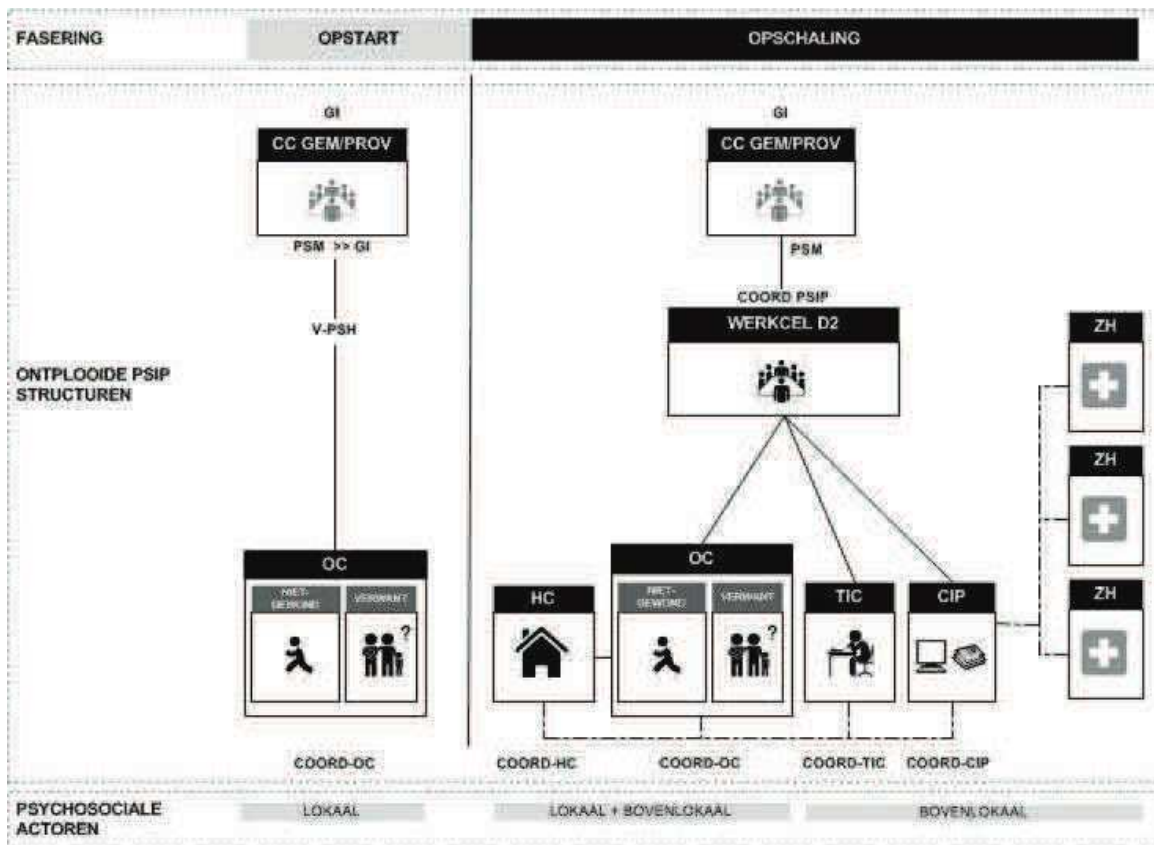 FASERING
OPSTART
OPSCHALING
GI
CC GEM/PROV
PSM >> GI
V-PSH
OC
NIET-
GEWOND
VERWANT
?
COORD-OC
GI
CC GEM/PROV
PSM
COORD PSIP
WERKCEL D2
ONTPLOOIDE PSIP
STRUCTUREN
HC
OC
NIET-
GEWOND
VERWANT
?
TIC
CIP
ZH
ZH
ZH
COORD-HC
COORD-OC
COORD-TIC
COORD-CIP
PSYCHOSOCIALE
ACTOREN
LOKAAL
LOKAAL + BOVENLOKAAL
BOVENLOKAAL